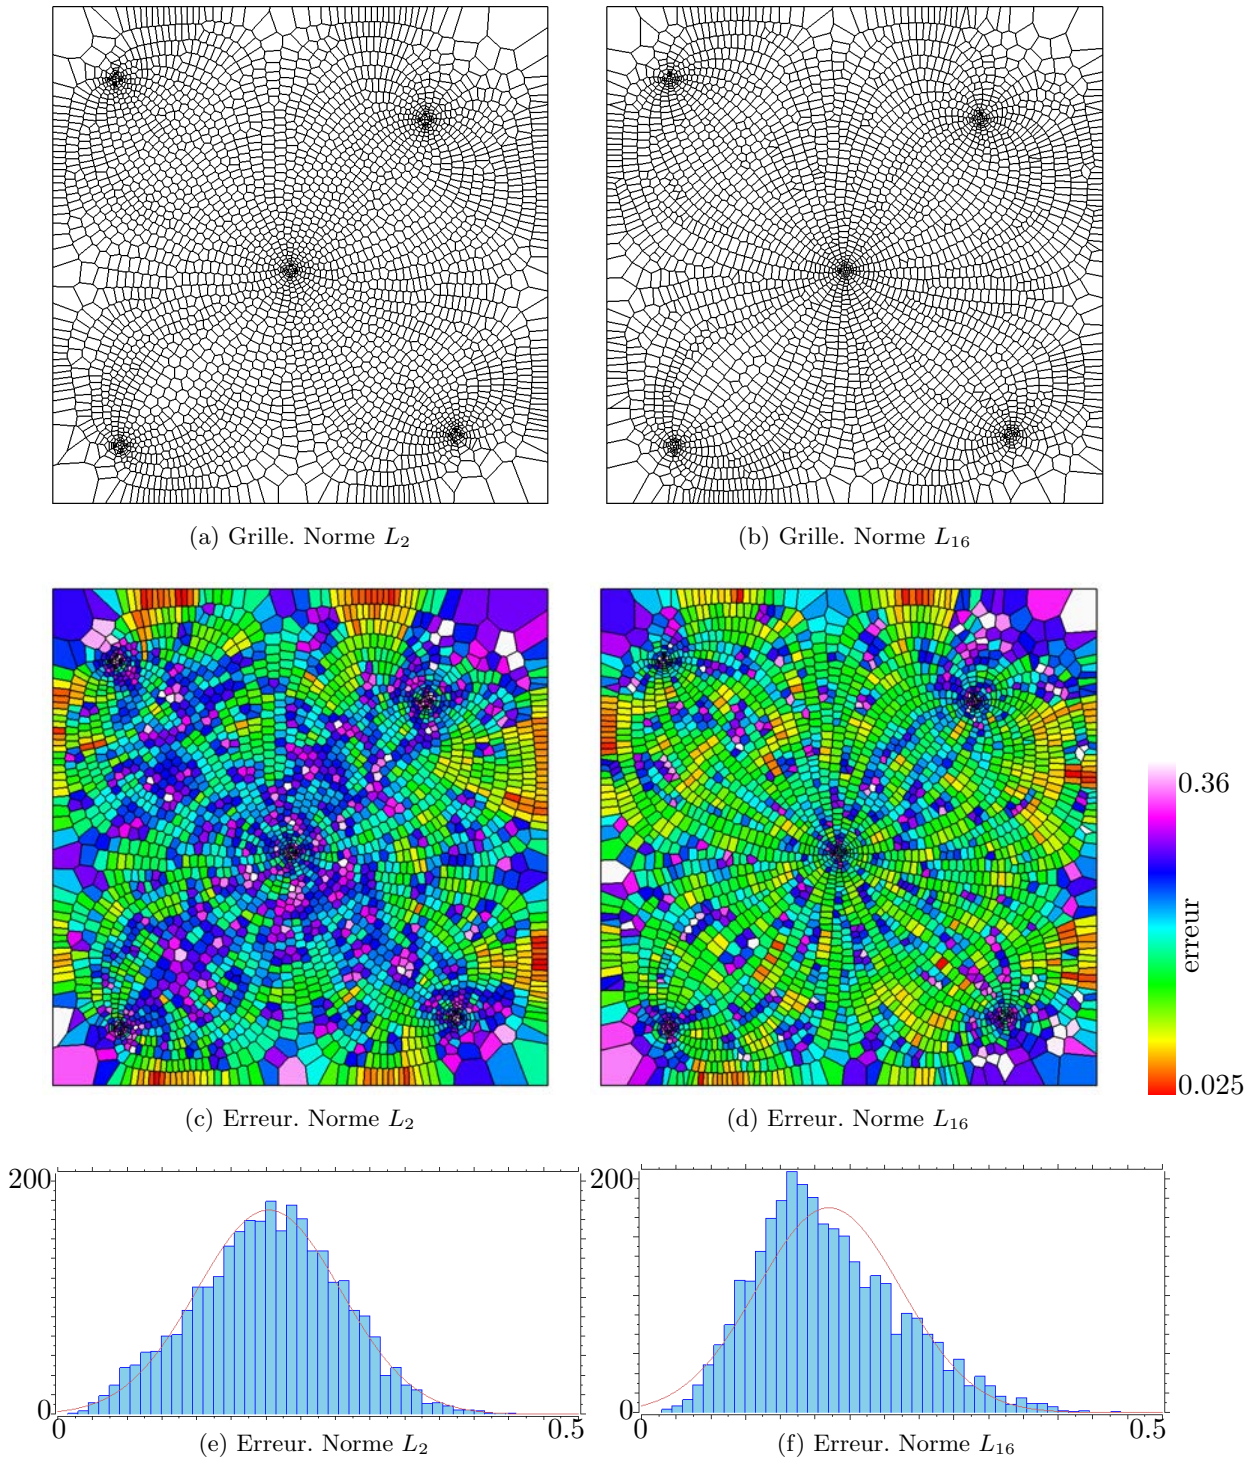 (a) Grille. Norme L₂
(b) Grille. Norme L₁₆
0.36
erreur
0.025
(c) Erreur. Norme L₂
(d) Erreur. Norme L₁₆
200
0
0
0.5
(e) Erreur. Norme L₂
200
0
0
0.5
(f) Erreur. Norme L₁₆